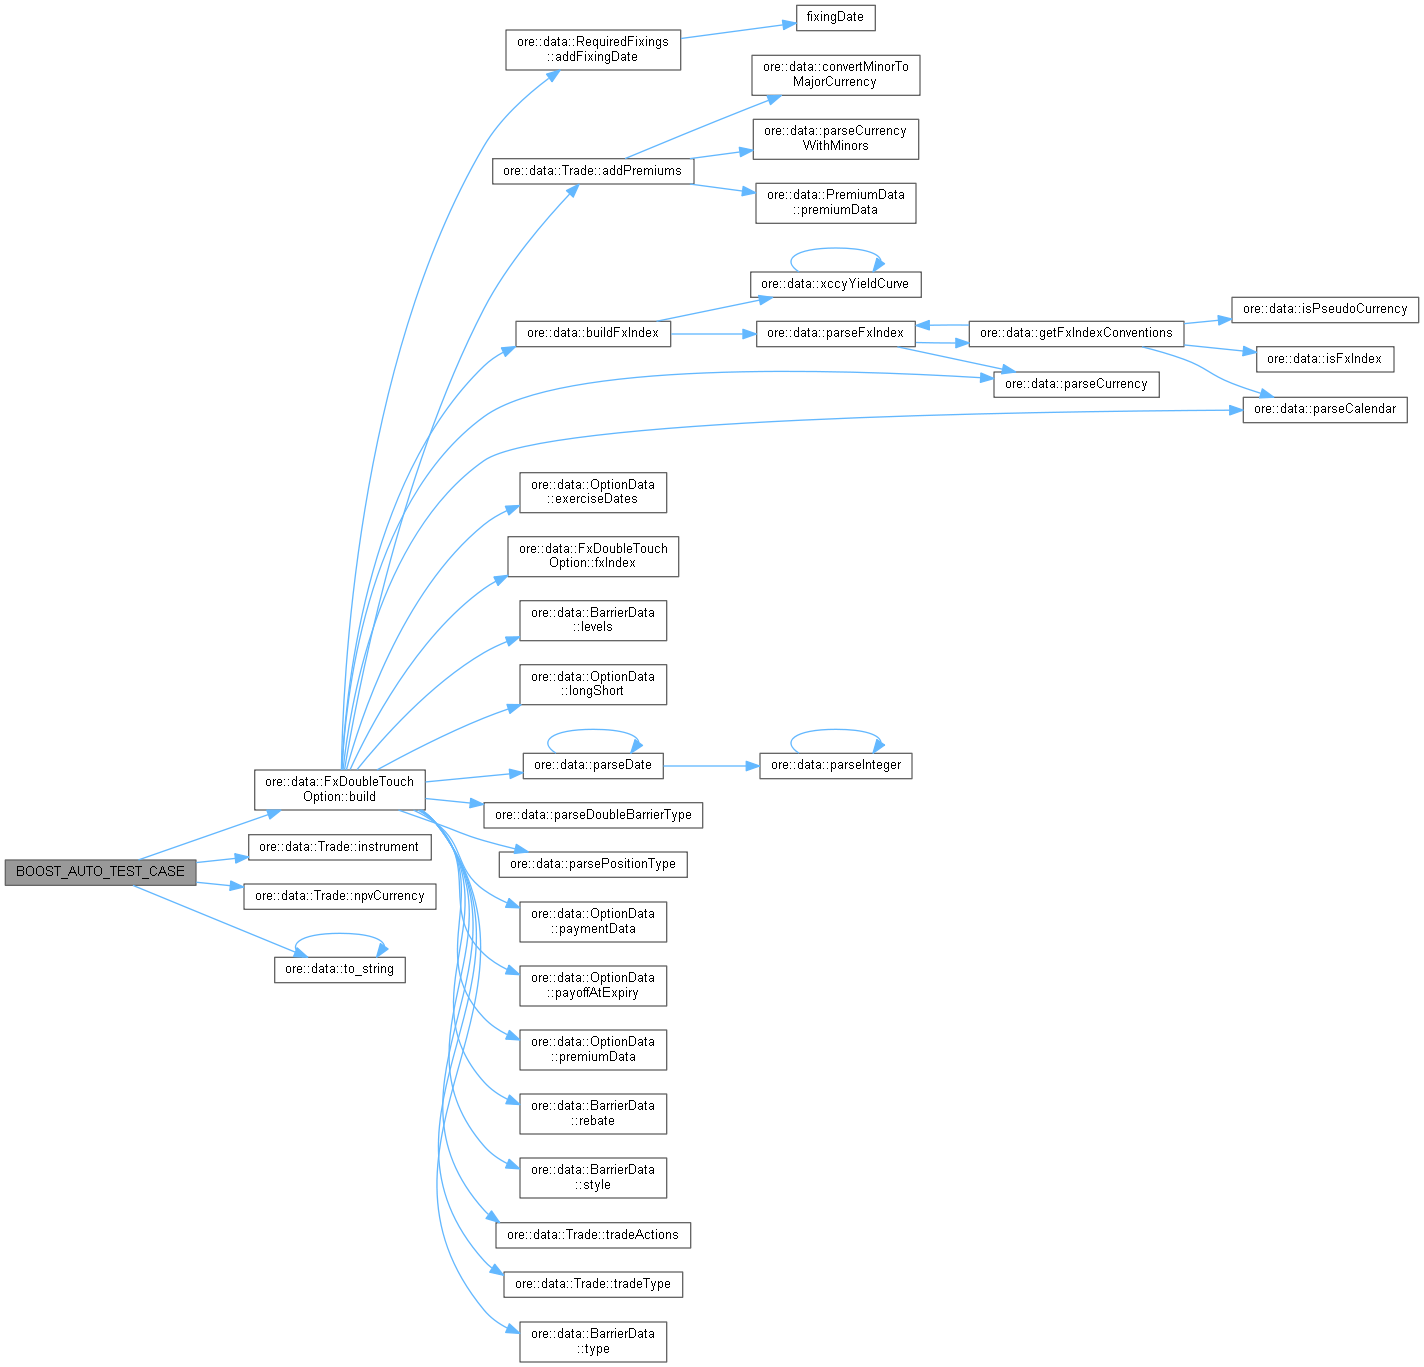 fixingDate
ore::data::RequiredFixings
::addFixingDate
ore::data::convertMinorTo
MajorCurrency
ore::data::parseCurrency
WithMinors
ore::data::Trade::addPremiums
ore::data::PremiumData
::premiumData
ore::data::xccyYieldCurve
ore::data::isPseudoCurrency
ore::data::buildFxIndex
ore::data::parseFxIndex
ore::data::getFxIndexConventions
ore::data::isFxIndex
ore::data::parseCurrency
ore::data::parseCalendar
ore::data::OptionData
::exerciseDates
ore::data::FxDoubleTouch
Option::fxIndex
ore::data::BarrierData
::levels
ore::data::OptionData
::longShort
ore::data::parseDate
ore::data::parseInteger
ore::data::FxDoubleTouch
Option::build
ore::data::parseDoubleBarrierType
ore::data::Trade::instrument
ore::data::parsePositionType
BOOST_AUTO_TEST_CASE
ore::data::Trade::npvCurrency
ore::data::OptionData
::paymentData
ore::data::to_string
ore::data::OptionData
::payoffAtExpiry
ore::data::OptionData
::premiumData
ore::data::BarrierData
::rebate
ore::data::BarrierData
::style
ore::data::Trade::tradeActions
ore::data::Trade::tradeType
ore::data::BarrierData
::type